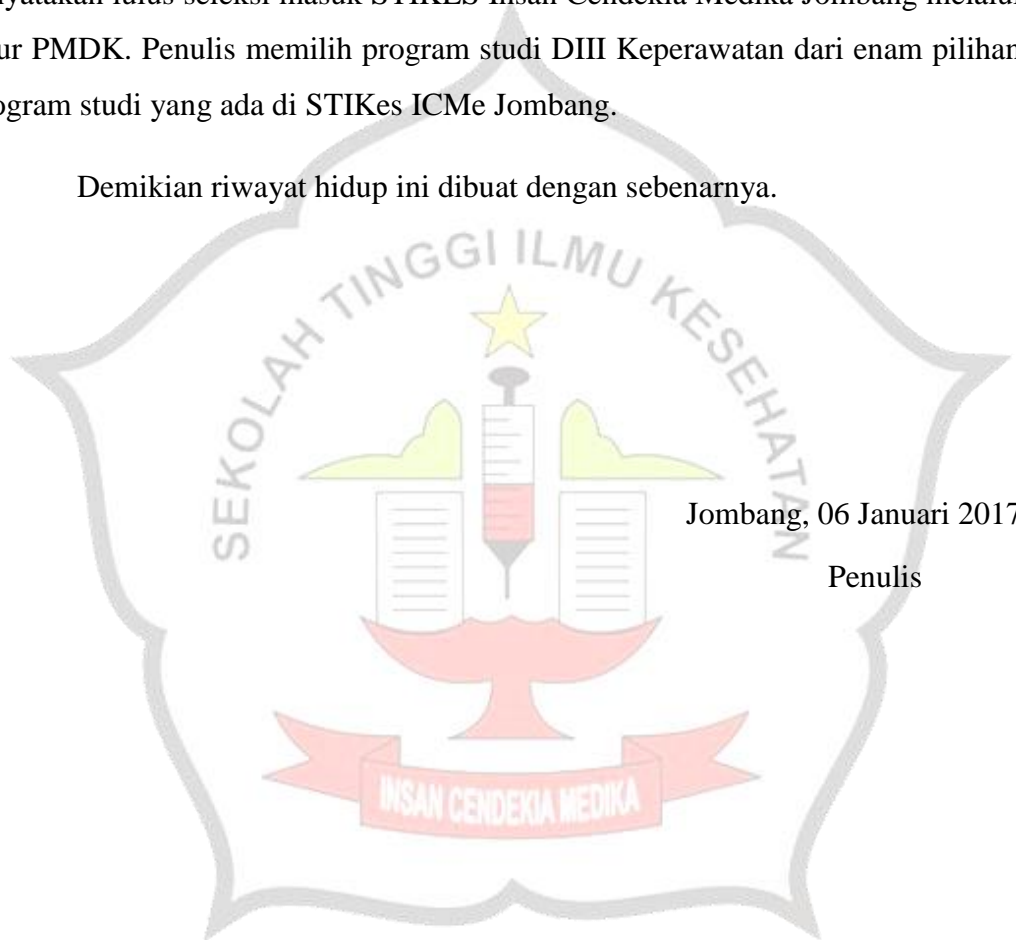 lulus seleksi masuk STIKES Insan Cendekia Medika Jombang
ur PMDK. Penulis memilih program studi DIII Keperawatan dari enam pilihan
ogram studi yang ada di STIKes ICMe Jombang.
Demikian riwayat hidup ini dibuat dengan sebenarnya.
SEKOLAH TINGGI ILMU KESEHATAN
Jombang, 06 Januari 2017
Penulis
INSAN CENDEKIA MEDIKA